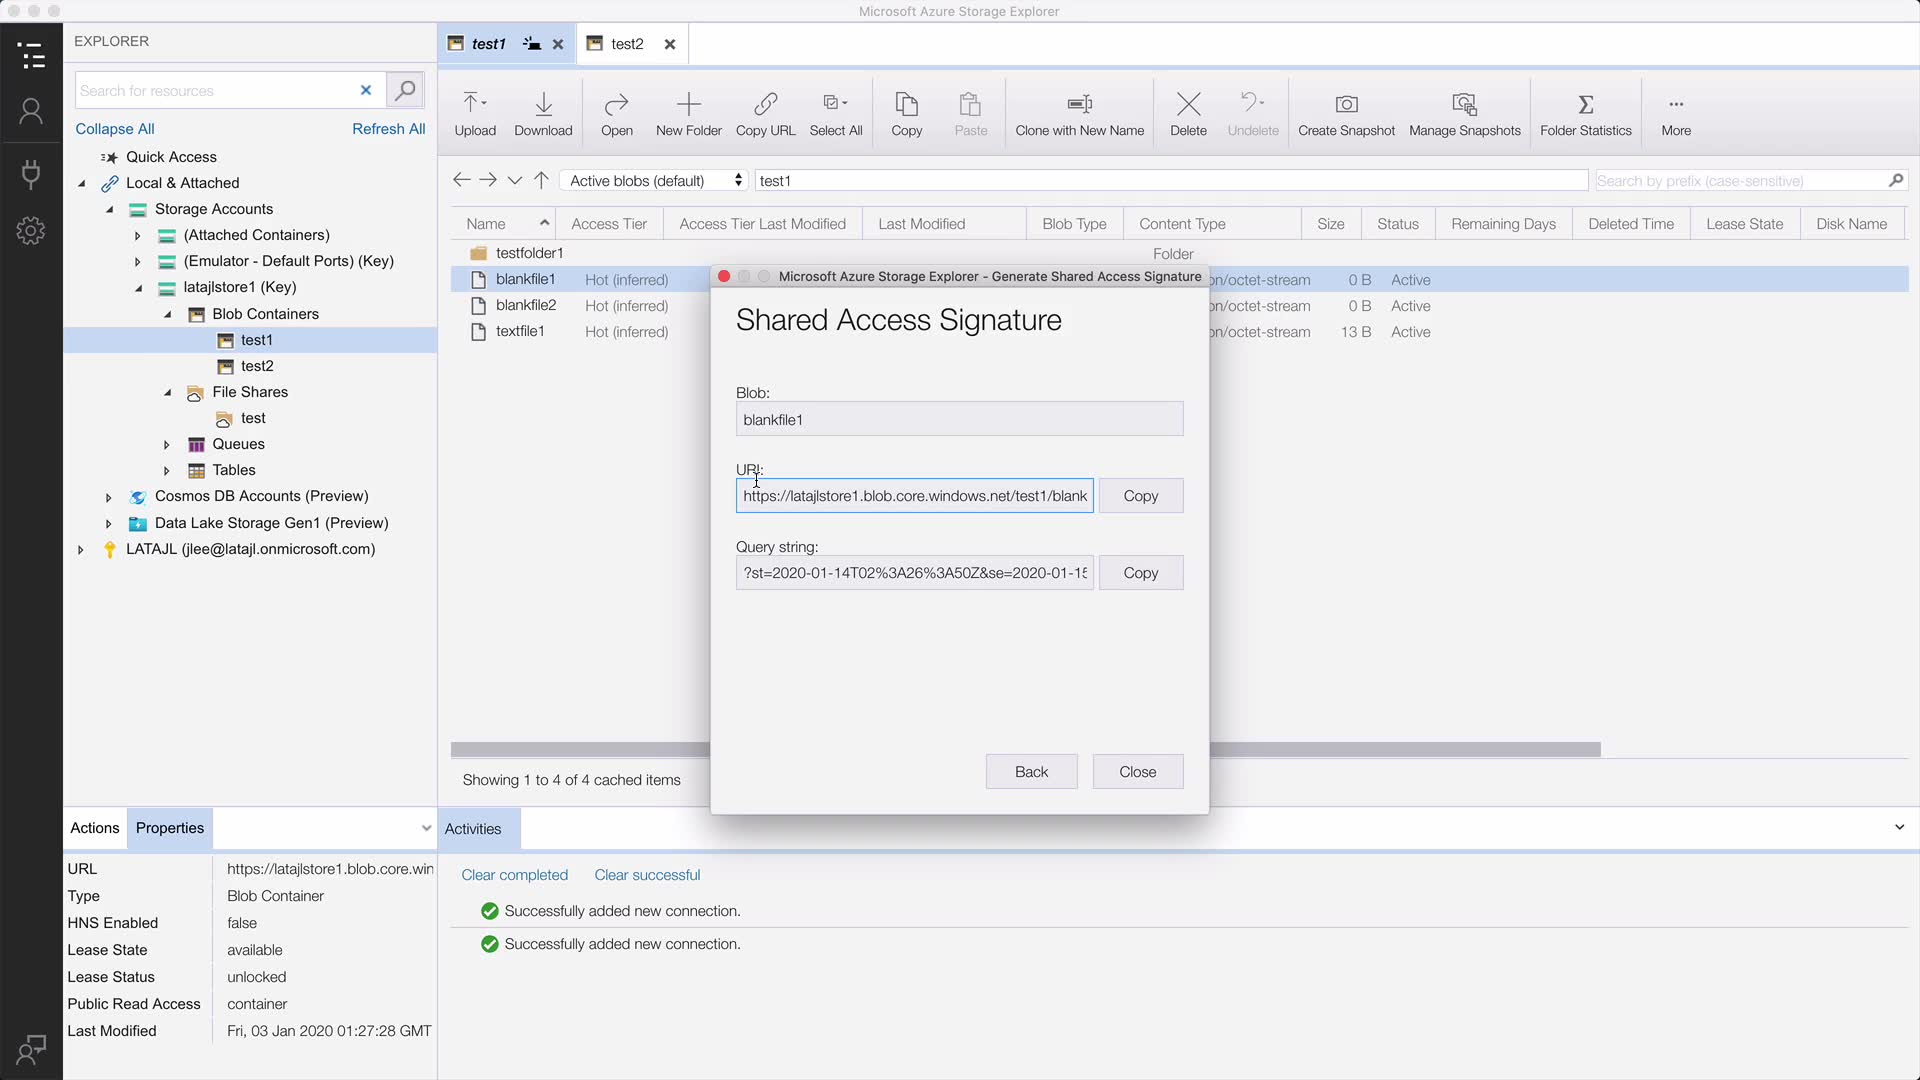 Microsoft Azure Storage Explorer
EXPLORER
Search for resources
Collapse All
Refresh All
Quick Access
Local & Attached
Storage Accounts
(Attached Containers)
(Emulator - Default Ports) (Key)
latajlstore1 (Key)
Blob Containers
test1
test2
File Shares
test
Queues
Tables
Cosmos DB Accounts (Preview)
Data Lake Storage Gen1 (Preview)
LATAJL (jlee@latajl.onmicrosoft.com)
test1
test2
Upload
Download
Open
New Folder
Copy URL
Select All
Copy
Paste
Clone with New Name
Delete
Undelete
Create Snapshot
Manage Snapshots
Folder Statistics
More
Active blobs (default)
test1
Search by prefix (case-sensitive)
Name Access Tier Access Tier Last Modified Last Modified Blob Type Content Type Size Status Remaining Days Deleted Time Lease State Disk Name
testfolder1 Folder
blankfile1 Hot (inferred) on/octet-stream 0 B Active
blankfile2 Hot (inferred) on/octet-stream 0 B Active
textfile1 Hot (inferred) on/octet-stream 13 B Active
Microsoft Azure Storage Explorer - Generate Shared Access Signature
Shared Access Signature
Blob:
blankfile1
URI:
https://latajlstore1.blob.core.windows.net/test1/blank
Copy
Query string:
?st=2020-01-14T02%3A26%3A50Z&se=2020-01-15
Copy
Back
Close
Showing 1 to 4 of 4 cached items
Actions
Properties
URL https://latajlstore1.blob.core.win
Type Blob Container
HNS Enabled false
Lease State available
Lease Status unlocked
Public Read Access container
Last Modified Fri, 03 Jan 2020 01:27:28 GMT
Activities
Clear completed
Clear successful
Successfully added new connection.
Successfully added new connection.